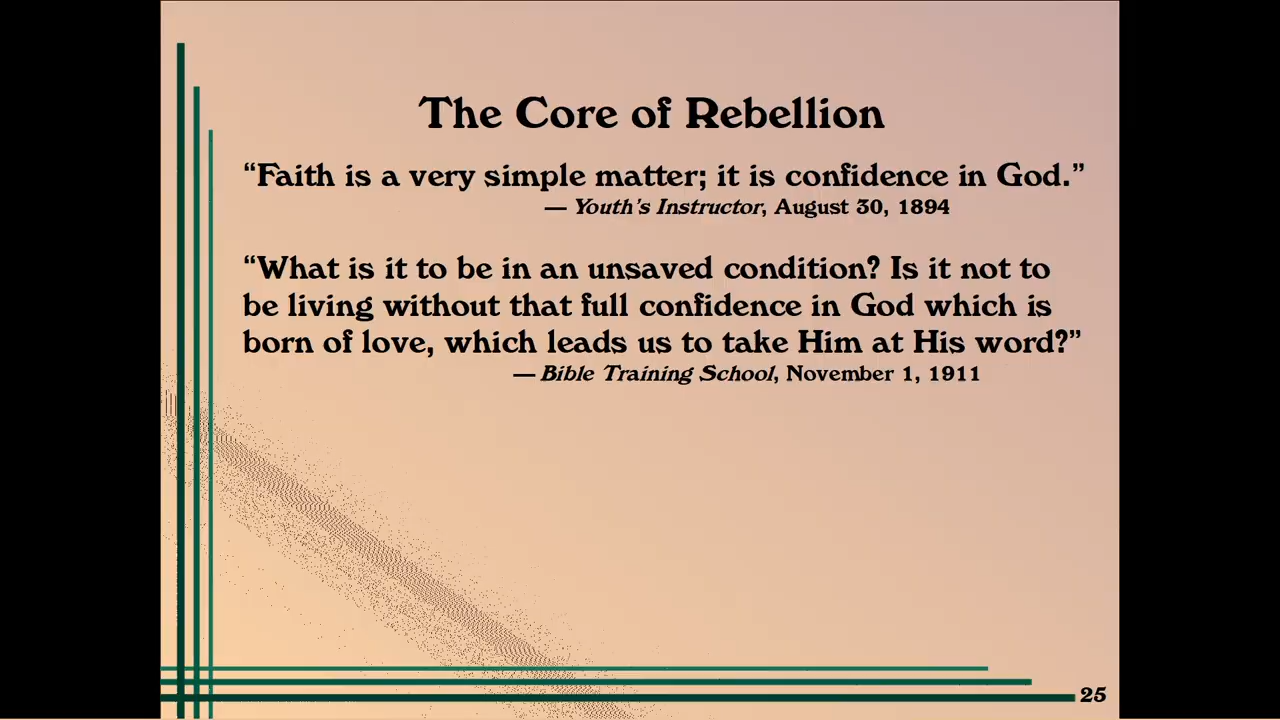 The Core of Rebellion
“Faith is a very simple matter; it is confidence in God.”
— Youth's Instructor, August 30, 1894
“What is it to be in an unsaved condition? Is it not to
be living without that full confidence in God which is
born of love, which leads us to take Him at His word?”
— Bible Training School, November 1, 1911
25